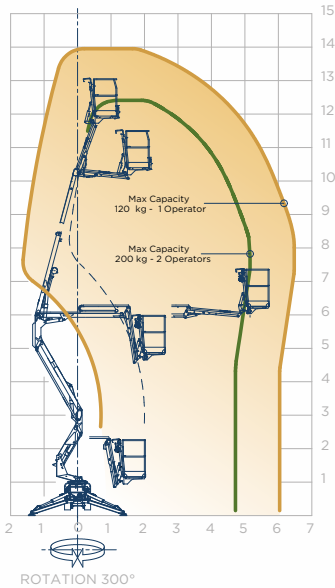 15
14
13
12
11
10
9
8
7
6
5
4
3
2
1
Max Capacity
120 kg - 1 Operator
Max Capacity
200 kg - 2 Operators
2 1 0 1 2 3 4 5 6 7
ROTATION 300°